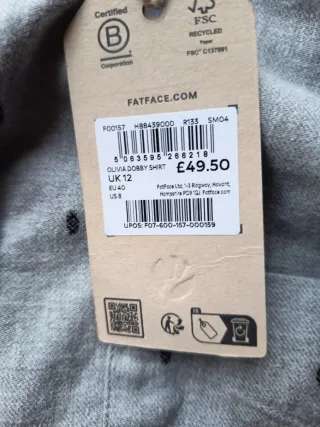 Certified
B
Corporation
FSC
RECYCLED
Paper
FSC® C137991
FATFACE.COM
F00157 HBB439000 R133 SM04
5 063595 266218
OLIVIA DOBBY SHIRT £49.50
UK 12
EU 40
US 8
FatFace Ltd, 1-3 Ridgway, Havant,
Hampshire PO9 1QJ Fatface.com
UPOS: F07-600-157-000159